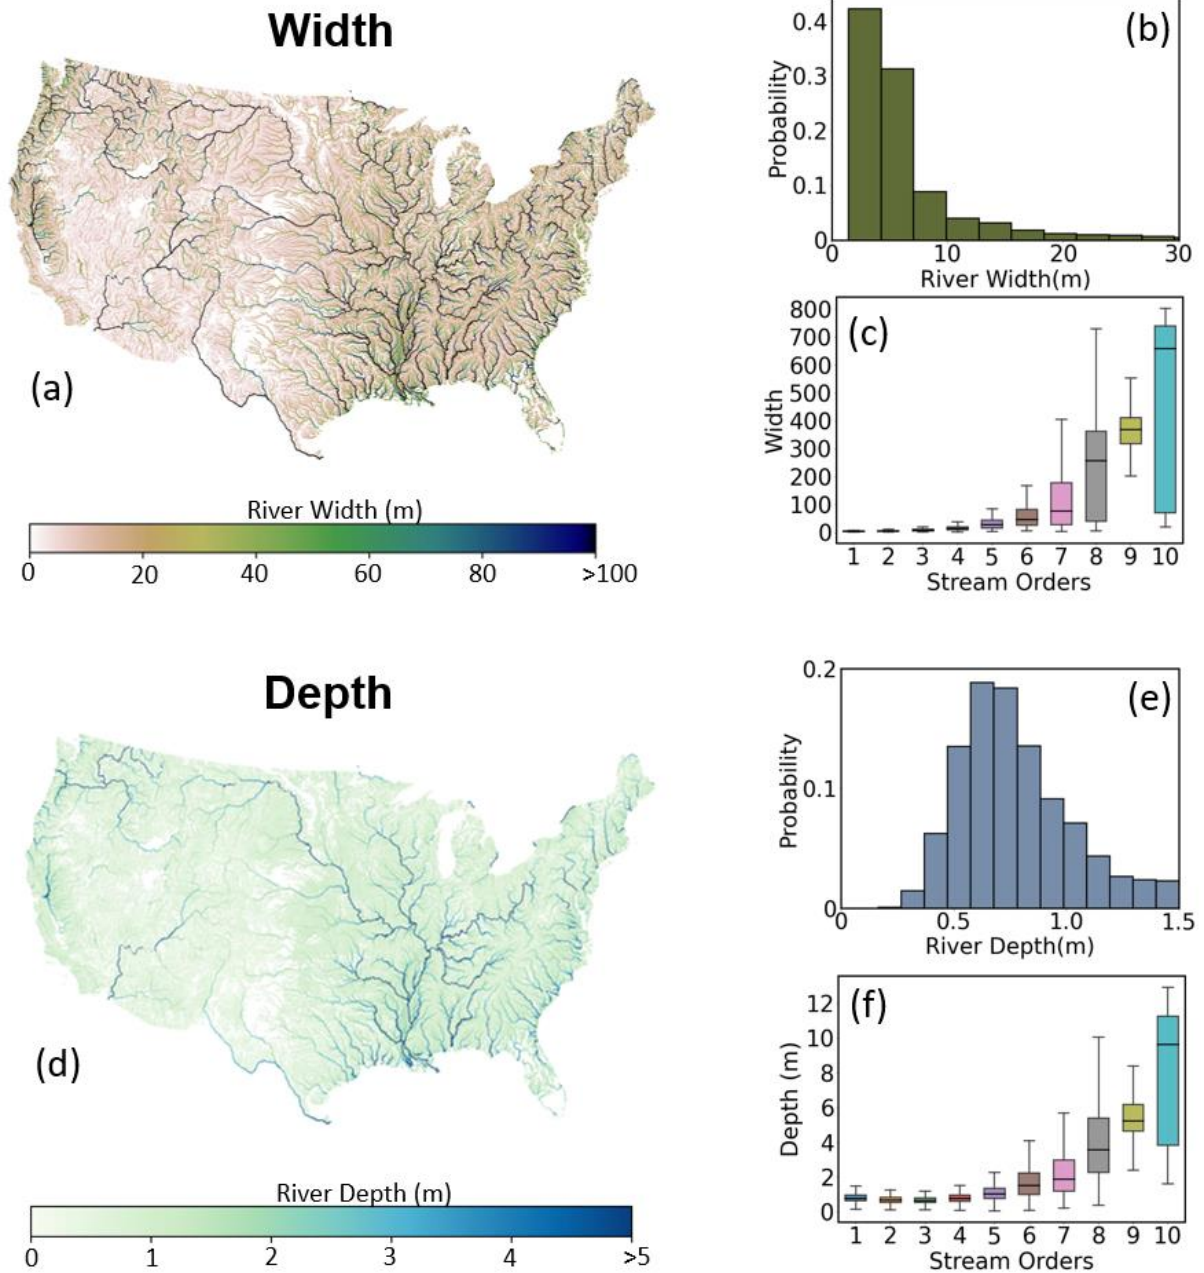 Width
(a)
River Width (m)
0 20 40 60 80 >100
(b)
Probability
0.4
0.3
0.2
0.1
0
0 10 20 30
River Width(m)
(c)
Width
800
700
600
500
400
300
200
100
0
1 2 3 4 5 6 7 8 9 10
Stream Orders
Depth
(d)
River Depth (m)
0 1 2 3 4 >5
(e)
Probability
0.2
0.1
0
0 0.5 1.0 1.5
River Depth(m)
(f)
Depth (m)
12
10
8
6
4
2
0
1 2 3 4 5 6 7 8 9 10
Stream Orders